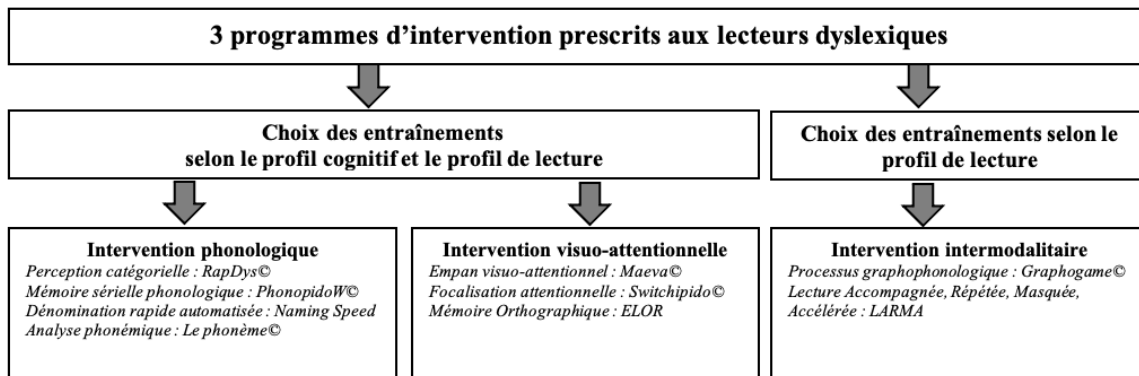 3 programmes d’intervention prescrits aux lecteurs dyslexiques
Choix des entraînements
selon le profil cognitif et le profil de lecture
Choix des entraînements selon le
profil de lecture
Intervention phonologique
Perception catégorielle : RapDys©
Mémoire sérielle phonologique : PhonopidoW©
Dénomination rapide automatisée : Naming Speed
Analyse phonémique : Le phonème©
Intervention visuo-attentionnelle
Empan visuo-attentionnel : Maeva©
Focalisation attentionnelle : Switchipido©
Mémoire Orthographique : ELOR
Intervention intermodalitaire
Processus graphophonologique : Graphogame©
Lecture Accompagnée, Répétée, Masquée,
Accélérée : LARMA